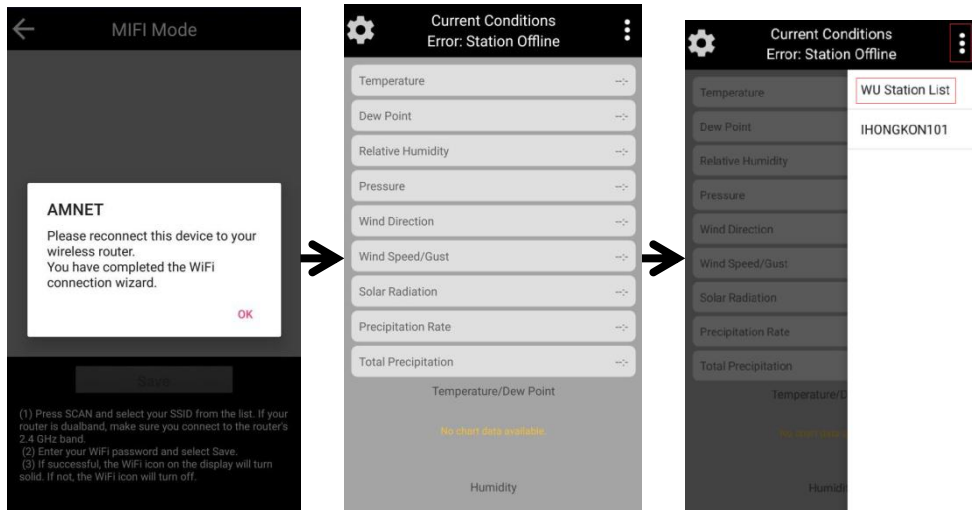 MIFI Mode
AMNET
Please reconnect this device to your
wireless router.
You have completed the WiFi
connection wizard.
OK
Save
(1) Press SCAN and select your SSID from the list. If your
router is dualband, make sure you connect to the router's
2.4 GHz band.
(2) Enter your WiFi password and select Save.
(3) If successful, the WiFi icon on the display will turn
solid. If not, the WiFi icon will turn off.
Current Conditions
Error: Station Offline
Temperature --:-
Dew Point --:-
Relative Humidity --:-
Pressure --:-
Wind Direction --:-
Wind Speed/Gust --:-
Solar Radiation --:-
Precipitation Rate --:-
Total Precipitation --:-
Temperature/Dew Point
No chart data available.
Humidity
Current Conditions
Error: Station Offline
WU Station List
IHONGKON101
Temperature
Dew Point
Relative Humidity
Pressure
Wind Direction
Wind Speed/Gust
Solar Radiation
Precipitation Rate
Total Precipitation
Temperature/D
Humidi